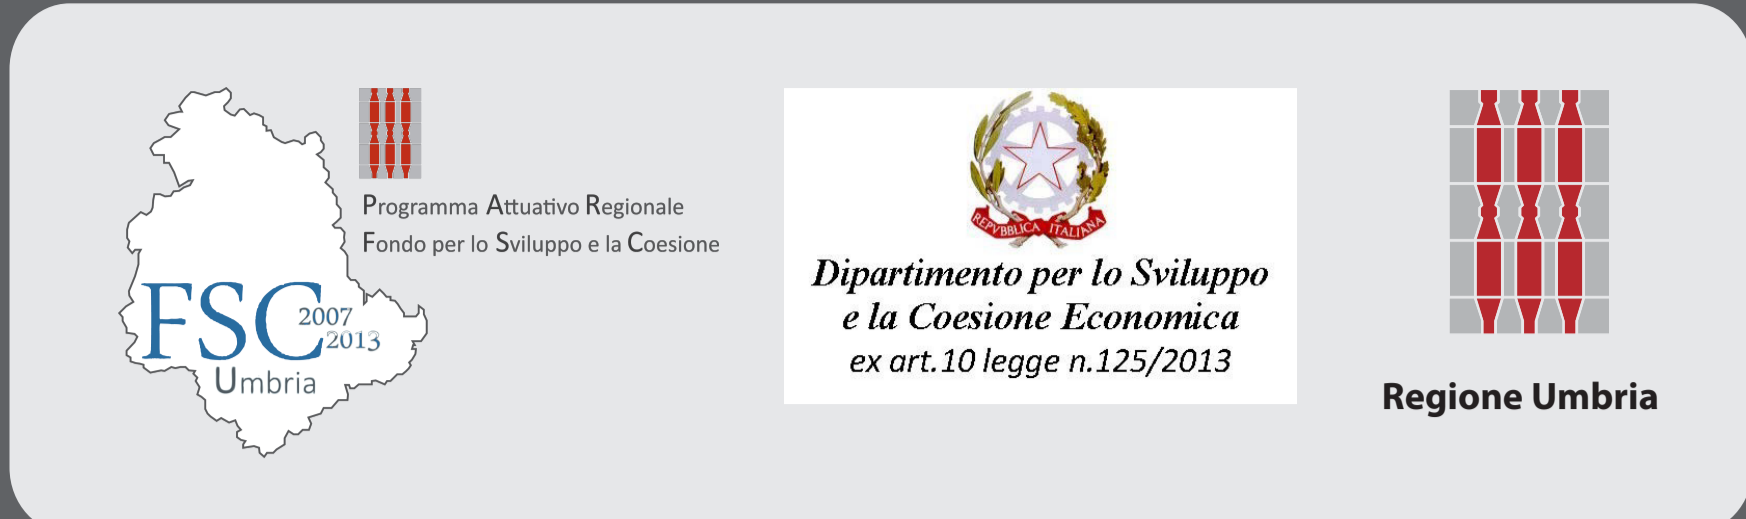 Programma Attuativo Regionale
Fondo per lo Sviluppo e la Coesione
FSC 2007
2013
Umbria
REPVBBLICA ITALIANA
Dipartimento per lo Sviluppo
e la Coesione Economica
ex art.10 legge n.125/2013
Regione Umbria